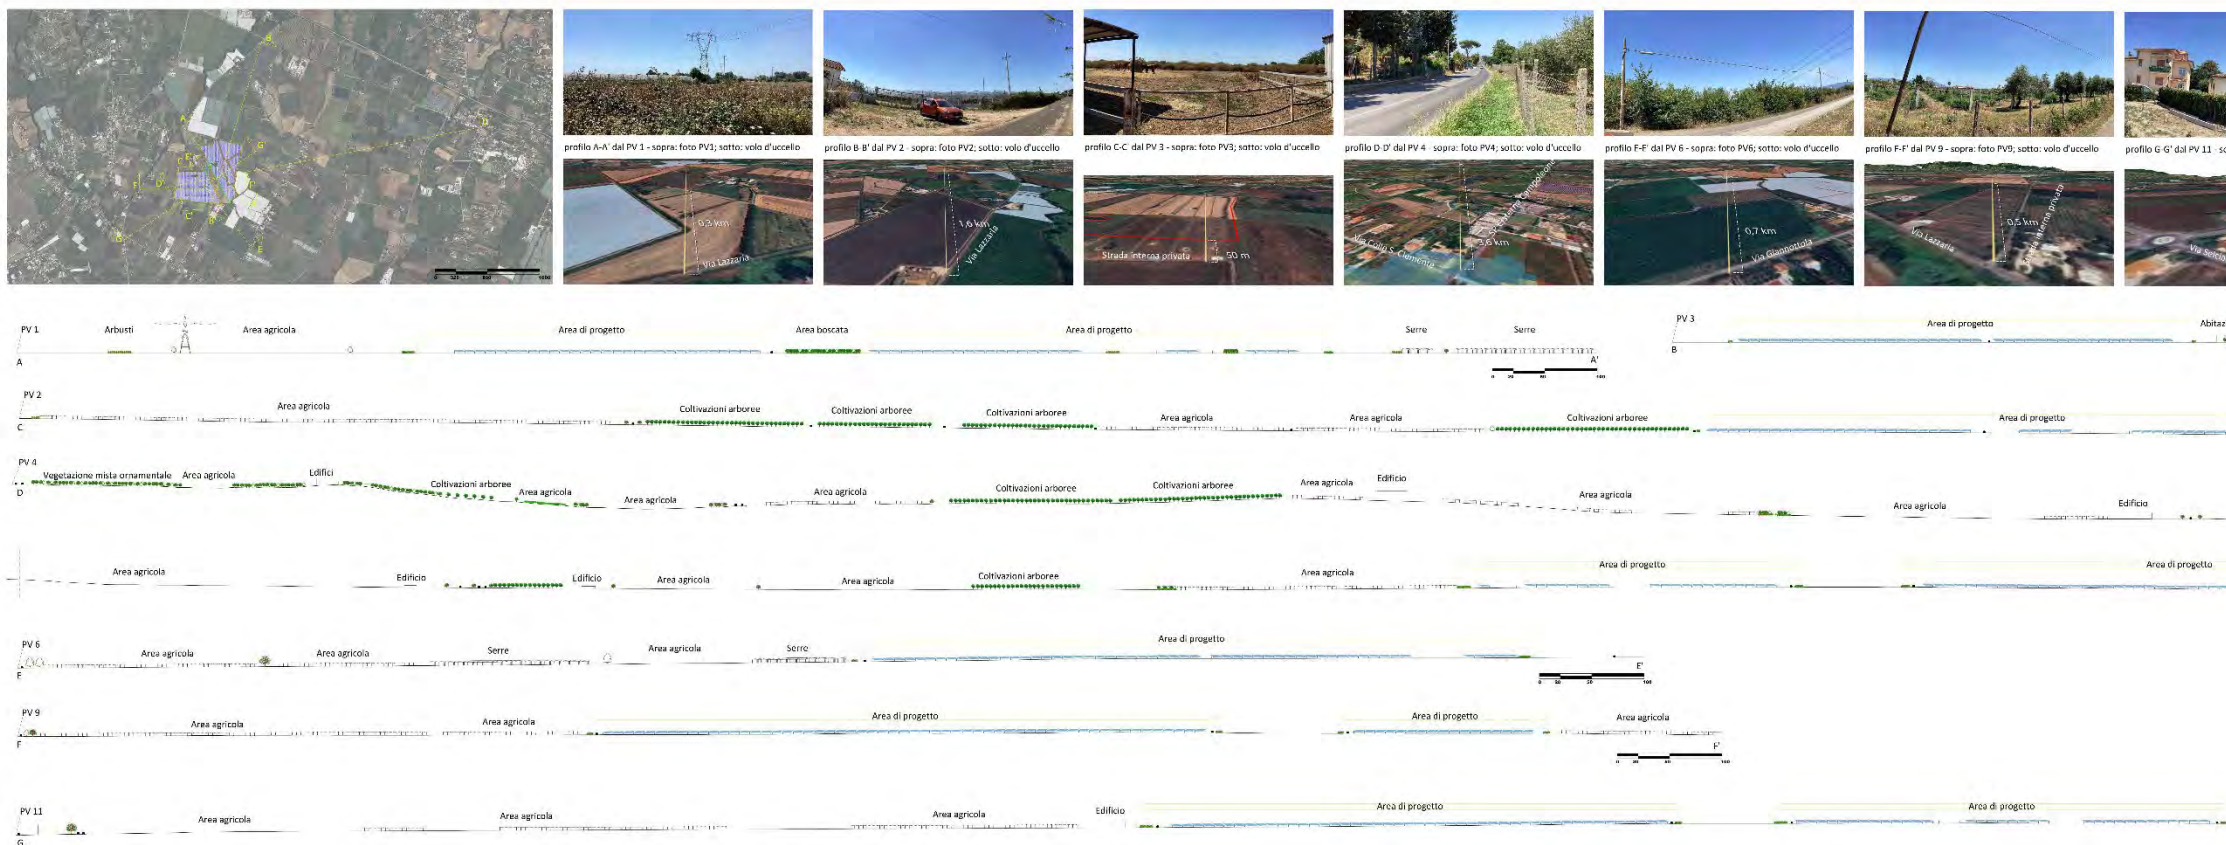 profilo A-A' dal PV 1 - sopra: foto PV1; sotto: volo d'uccello
profilo B-B' dal PV 2 - sopra: foto PV2; sotto: volo d'uccello
profilo C-C' dal PV 3 - sopra: foto PV3; sotto: volo d'uccello
profilo D-D' dal PV 4 - sopra: foto PV4; sotto: volo d'uccello
profilo E-E' dal PV 6 - sopra: foto PV6; sotto: volo d'uccello
profilo F-F' dal PV 9 - sopra: foto PV9; sotto: volo d'uccello
profilo G-G' dal PV 11 - so
0,3 km
Via Lazzaria
1,6 km
Via Lazzaria
Strada interna privata
50 m
Via Colle S. Clemente
3,6 km
0,7 km
Via Giannottola
Via Lazzaria
0,5 km
Strada interna privata
PV 1
Arbusti
Area agricola
Area di progetto
Area boscata
Area di progetto
Serre
Serre
A
A'
PV 3
Area di progetto
Abitaz
B
PV 2
Area agricola
Coltivazioni arboree
Coltivazioni arboree
Coltivazioni arboree
Area agricola
Area agricola
Coltivazioni arboree
Area di progetto
C
PV 4
Vegetazione mista ornamentale
Area agricola
Edifici
Coltivazioni arboree
Area agricola
Area agricola
Area agricola
Coltivazioni arboree
Coltivazioni arboree
Area agricola
Edificio
Area agricola
Area agricola
Edificio
D
Area agricola
Edificio
Edificio
Area agricola
Area agricola
Coltivazioni arboree
Area agricola
Area di progetto
Area di progetto
PV 6
Area agricola
Area agricola
Serre
Area agricola
Serre
Area di progetto
E
E'
PV 9
Area agricola
Area agricola
Area di progetto
Area di progetto
Area agricola
F
F'
PV 11
Area agricola
Area agricola
Area agricola
Edificio
Area di progetto
Area di progetto
G